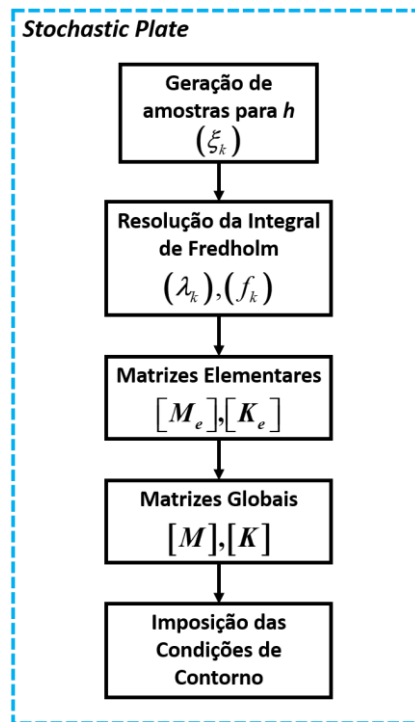 Stochastic Plate
Geração de
amostras para h
(ξₖ)
Resolução da Integral
de Fredholm
(λₖ),(fₖ)
Matrizes Elementares
[Mₑ],[Kₑ]
Matrizes Globais
[M],[K]
Imposição das
Condições de
Contorno